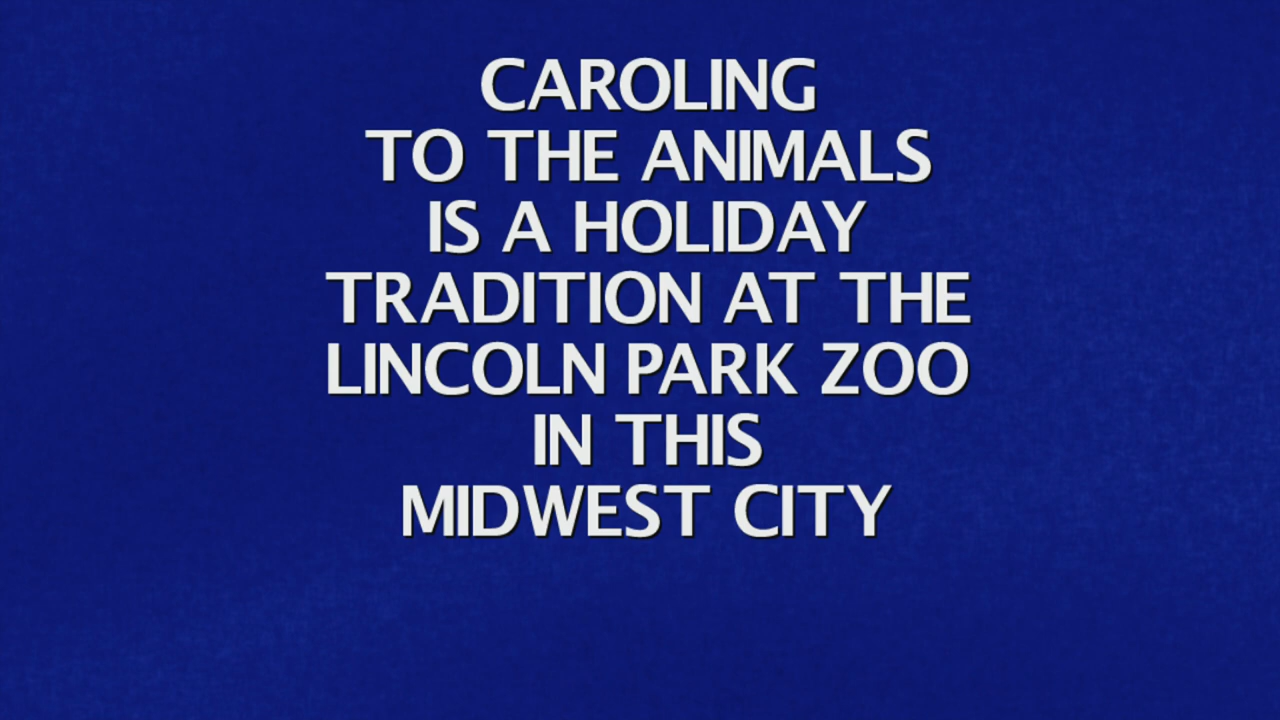 CAROLING
TO THE ANIMALS
IS A HOLIDAY
TRADITION AT THE
LINCOLN PARK ZOO
IN THIS
MIDWEST CITY